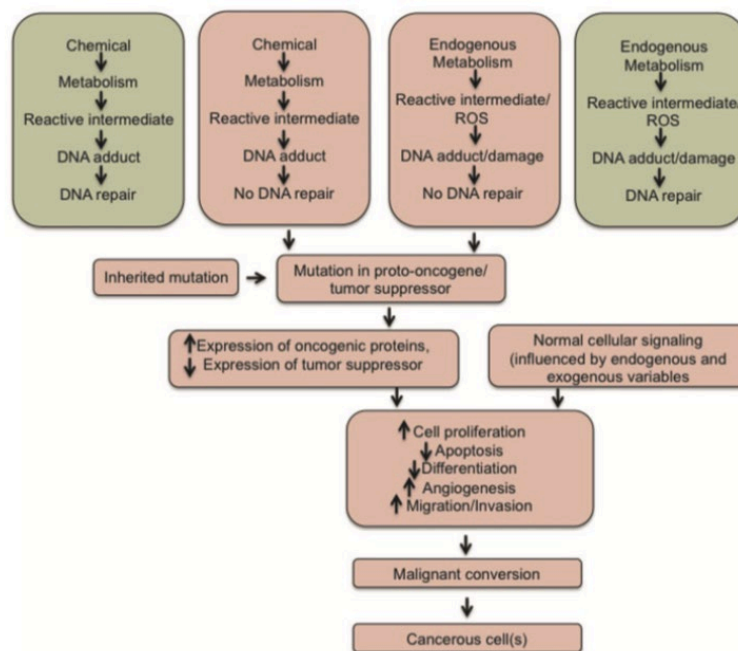 Chemical
Metabolism
Reactive intermediate
DNA adduct
DNA repair
Chemical
Metabolism
Reactive intermediate
DNA adduct
No DNA repair
Endogenous
Metabolism
Reactive intermediate/
ROS
DNA adduct/damage
No DNA repair
Endogenous
Metabolism
Reactive intermediate/
ROS
DNA adduct/damage
DNA repair
Inherited mutation
Mutation in proto-oncogene/
tumor suppressor
Expression of oncogenic proteins,
Expression of tumor suppressor
Normal cellular signaling
(influenced by endogenous and
exogenous variables
Cell proliferation
Apoptosis
Differentiation
Angiogenesis
Migration/Invasion
Malignant conversion
Cancerous cell(s)